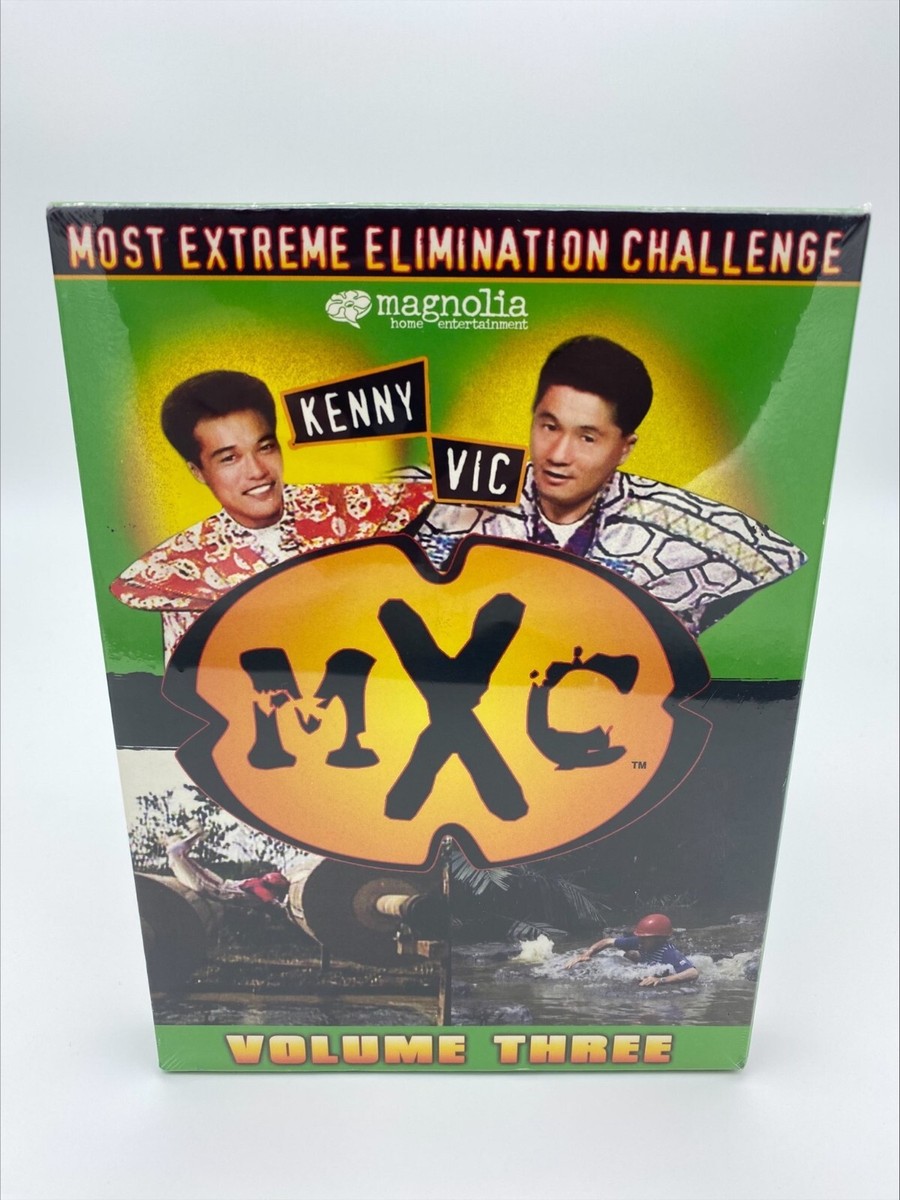 MOST EXTREME ELIMINATION CHALLENGE
magnolia
home entertainment
KENNY
VIC
MXC
TM
VOLUME THREE